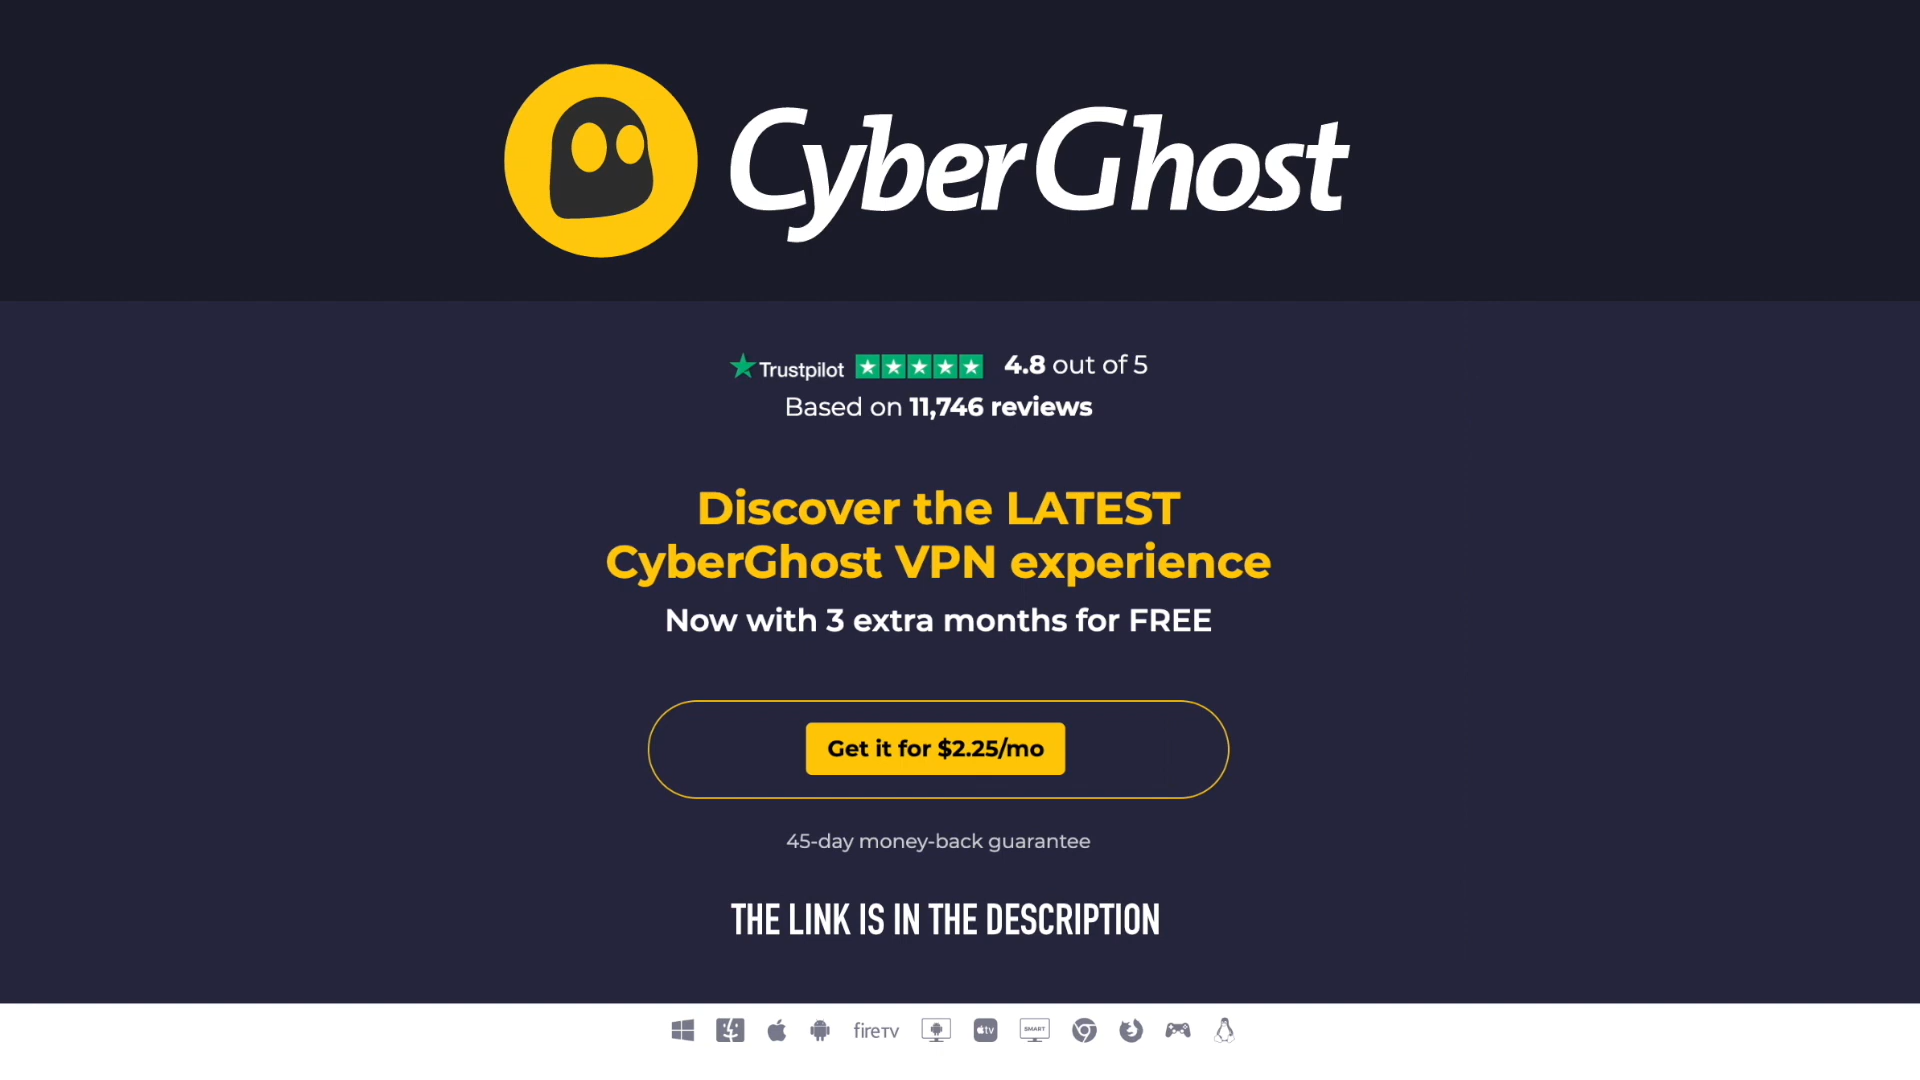 CyberGhost
Trustpilot 4.8 out of 5
Based on 11,746 reviews
Discover the LATEST
CyberGhost VPN experience
Now with 3 extra months for FREE
Get it for $2.25/mo
45-day money-back guarantee
THE LINK IS IN THE DESCRIPTION
fireTV tv SMART